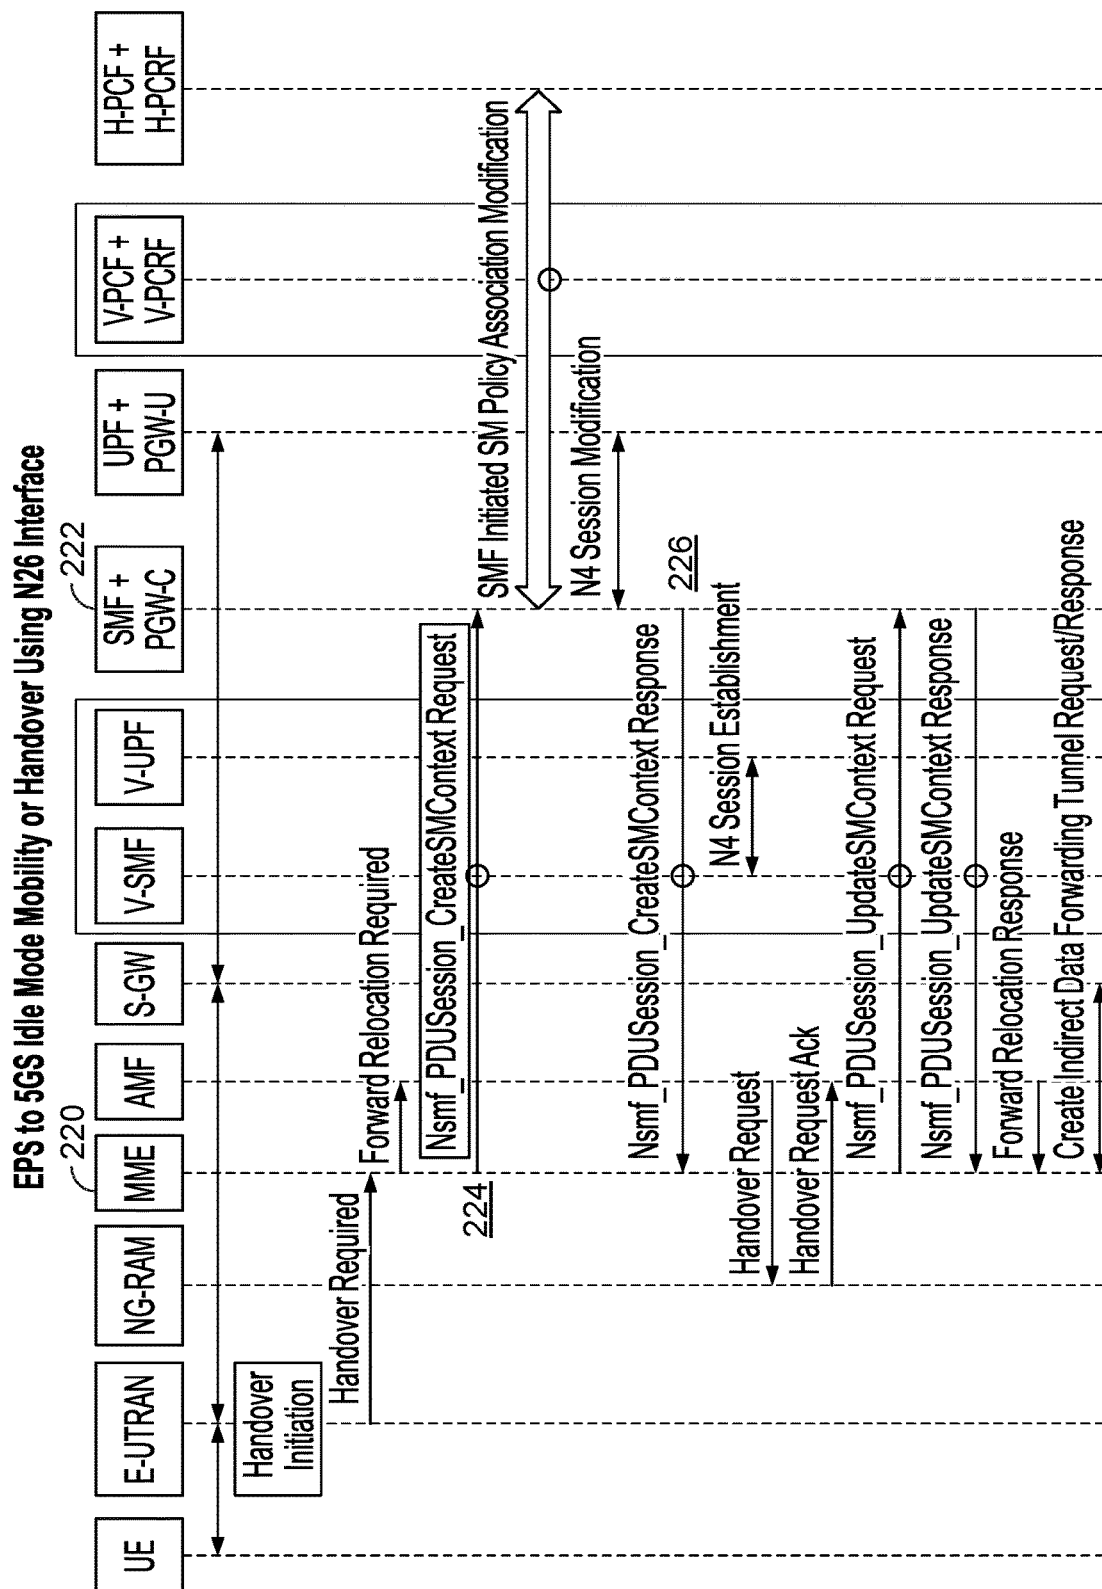 EPS to 5GS Idle Mode Mobility or Handover Using N26 Interface
220
222
UE
E-UTRAN
NG-RAM
MME
AMF
S-GW
V-SMF
V-UPF
SMF +
PGW-C
UPF +
PGW-U
V-PCF +
V-PCRF
H-PCF +
H-PCRF
Handover
Initiation
Handover Required
Forward Relocation Required
Nsmf_PDUSession_CreateSMContext Request
224
SMF Initiated SM Policy Association Modification
N4 Session Modification
Nsmf_PDUSession_CreateSMContext Response
226
N4 Session Establishment
Handover Request
Handover Request Ack
Nsmf_PDUSession_UpdateSMContext Request
Nsmf_PDUSession_UpdateSMContext Response
Forward Relocation Response
Create Indirect Data Forwarding Tunnel Request/Response